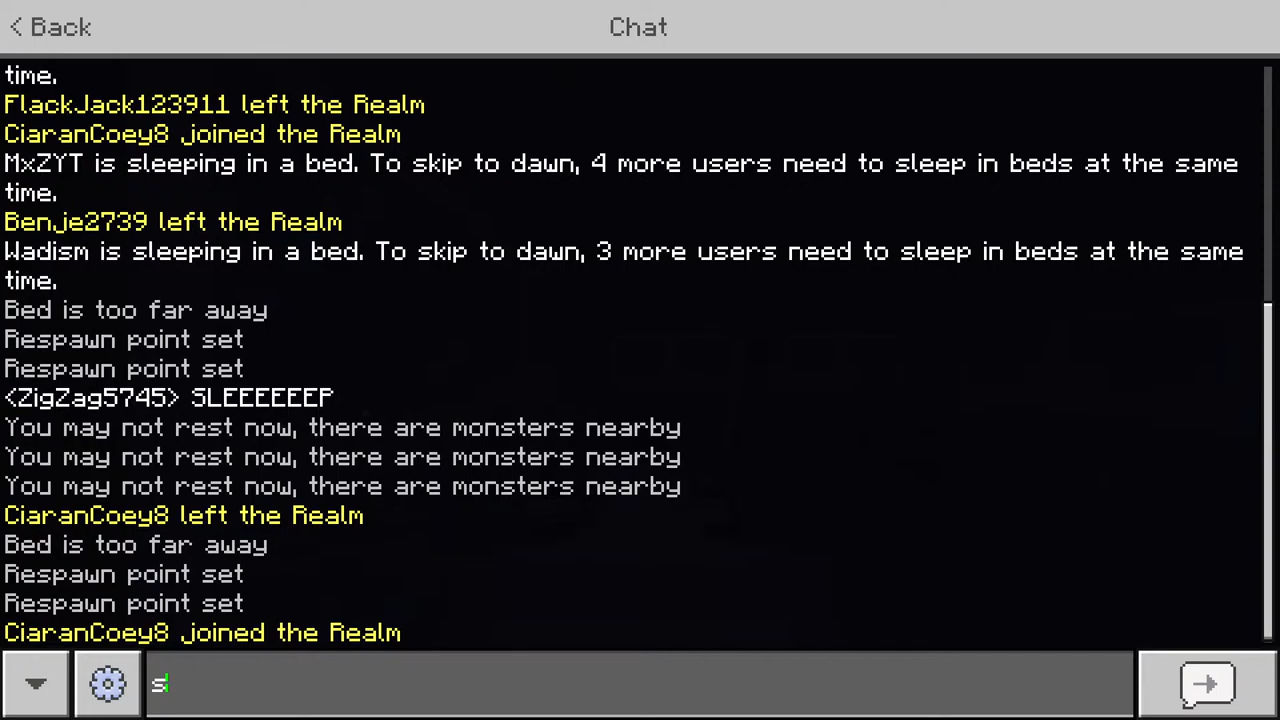 < Back
Chat
time.
FlackJack123911 left the Realm
CiaranCoey8 joined the Realm
MxZYT is sleeping in a bed. To skip to dawn, 4 more users need to sleep in beds at the same
time.
Benje2739 left the Realm
Wadism is sleeping in a bed. To skip to dawn, 3 more users need to sleep in beds at the same
time.
Bed is too far away
Respawn point set
Respawn point set
<ZigZag5745> SLEEEEEEP
You may not rest now, there are monsters nearby
You may not rest now, there are monsters nearby
You may not rest now, there are monsters nearby
CiaranCoey8 left the Realm
Bed is too far away
Respawn point set
Respawn point set
CiaranCoey8 joined the Realm
s